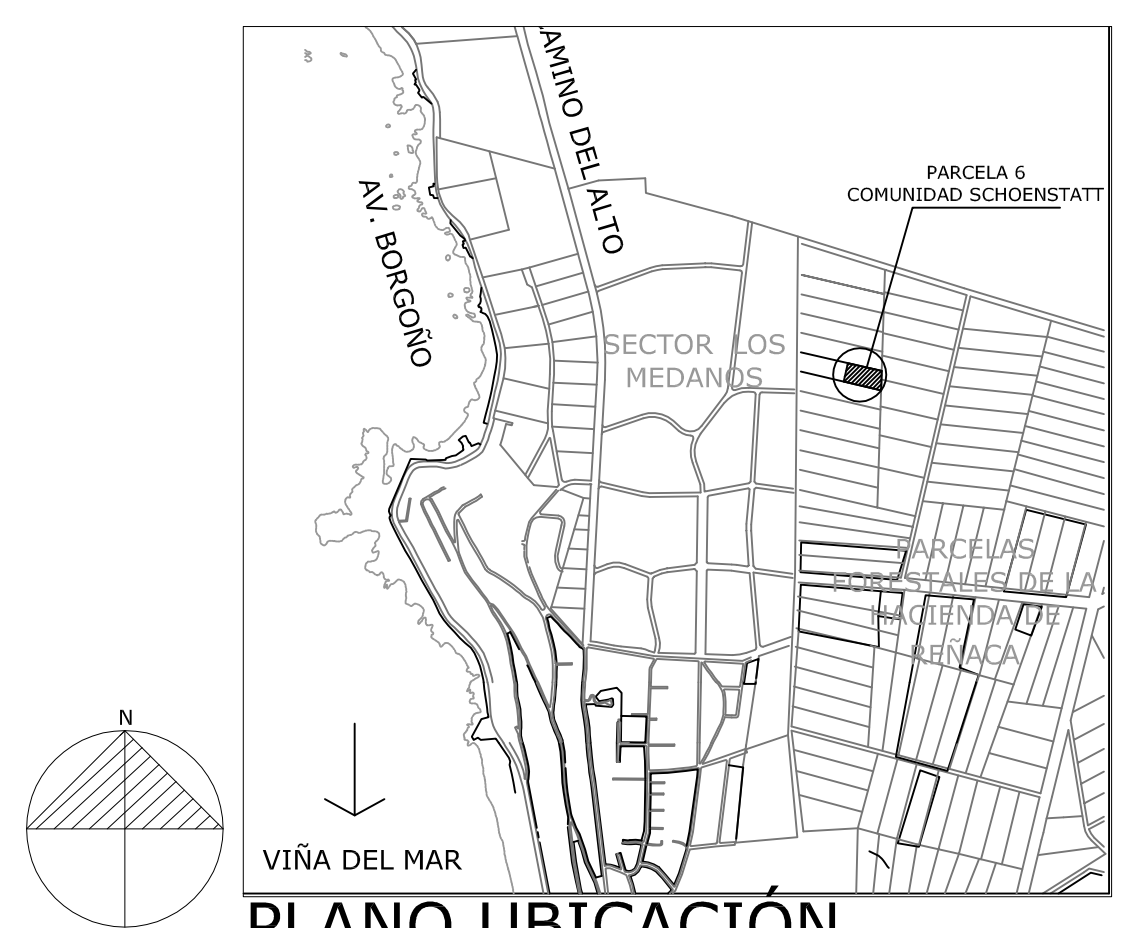 AMINO DEL ALTO
PARCELA 6
COMUNIDAD SCHOENSTATT
AV. BORGOÑO
SECTOR LOS
MEDANOS
PARCELAS
FORESTALES DE LA
HACIENDA DE
REÑACA
N
VIÑA DEL MAR
PLANO UBICACIÓN